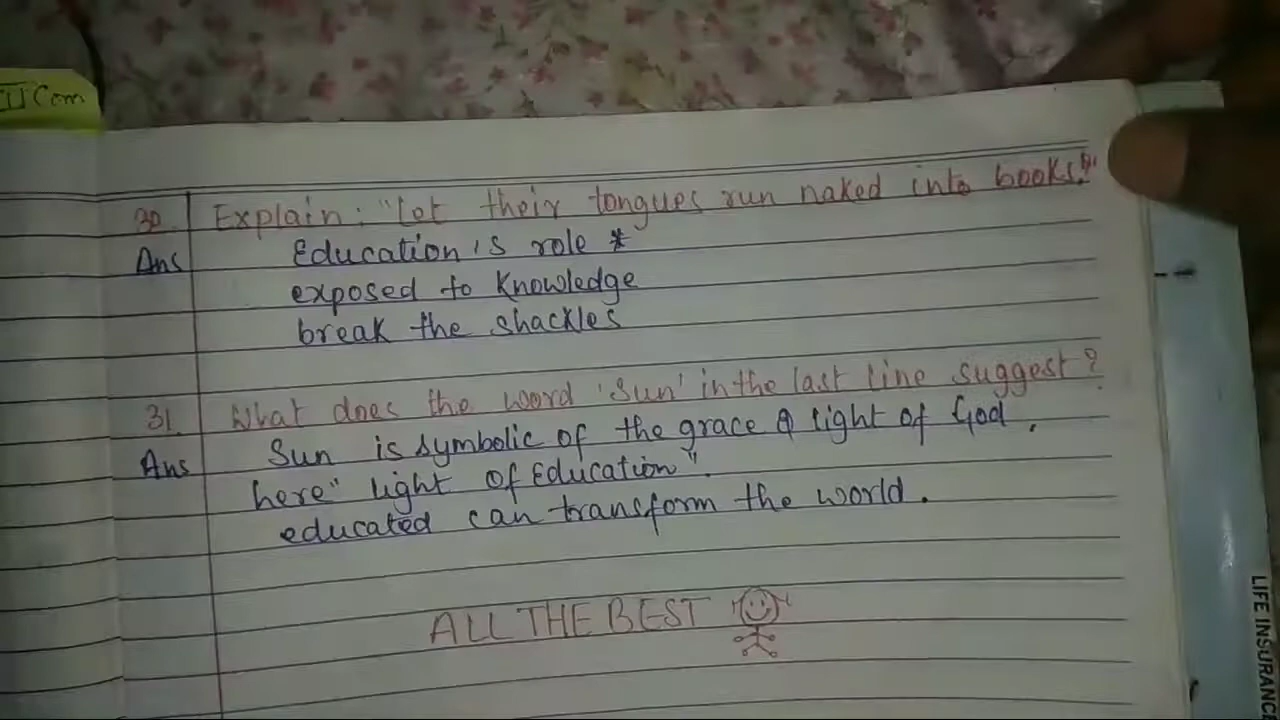 II Com
30. Explain: "Let their tongues run naked into books."
Ans Education is role *
exposed to knowledge
break the shackles
31. What does the word 'Sun' in the last line suggest?
Ans Sun is symbolic of the grace & light of God.
here "light of Education".
educated can transform the world.
ALL THE BEST
LIFE INSURANC